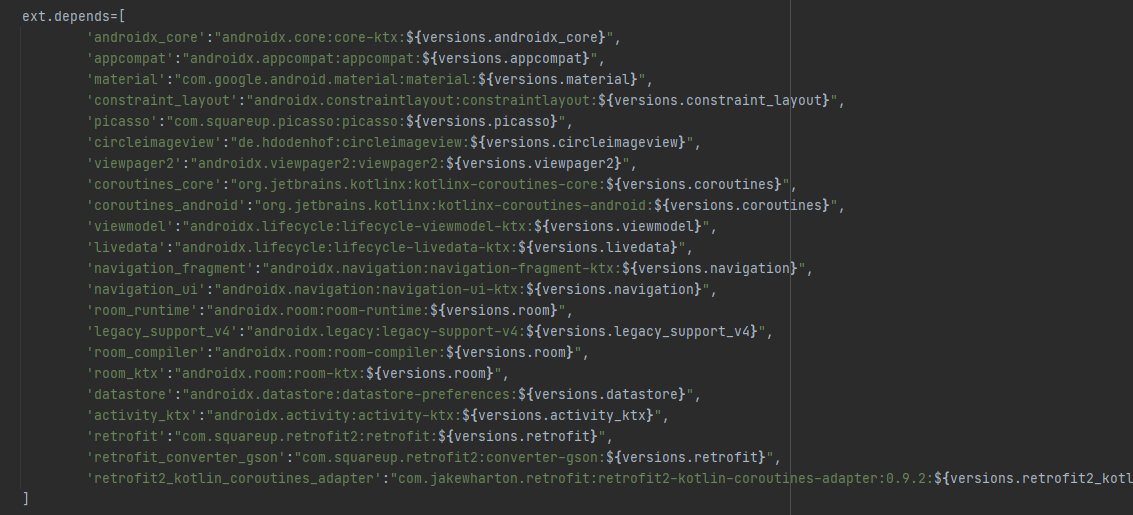 ext.depends=[
'androidx_core':"androidx.core:core-ktx:${versions.androidx_core}",
'appcompat':"androidx.appcompat:appcompat:${versions.appcompat}",
'material':"com.google.android.material:material:${versions.material}",
'constraint_layout':"androidx.constraintlayout:constraintlayout:${versions.constraint_layout}",
'picasso':"com.squareup.picasso:picasso:${versions.picasso}",
'circleimageview':"de.hdodenhof:circleimageview:${versions.circleimageview}",
'viewpager2':"androidx.viewpager2:viewpager2:${versions.viewpager2}",
'coroutines_core':"org.jetbrains.kotlinx:kotlinx-coroutines-core:${versions.coroutines}",
'coroutines_android':"org.jetbrains.kotlinx:kotlinx-coroutines-android:${versions.coroutines}",
'viewmodel':"androidx.lifecycle:lifecycle-viewmodel-ktx:${versions.viewmodel}",
'livedata':"androidx.lifecycle:lifecycle-livedata-ktx:${versions.livedata}",
'navigation_fragment':"androidx.navigation:navigation-fragment-ktx:${versions.navigation}",
'navigation_ui':"androidx.navigation:navigation-ui-ktx:${versions.navigation}",
'room_runtime':"androidx.room:room-runtime:${versions.room}",
'legacy_support_v4':"androidx.legacy:legacy-support-v4:${versions.legacy_support_v4}",
'room_compiler':"androidx.room:room-compiler:${versions.room}",
'room_ktx':"androidx.room:room-ktx:${versions.room}",
'datastore':"androidx.datastore:datastore-preferences:${versions.datastore}",
'activity_ktx':"androidx.activity:activity-ktx:${versions.activity_ktx}",
'retrofit':"com.squareup.retrofit2:retrofit:${versions.retrofit}",
'retrofit_converter_gson':"com.squareup.retrofit2:converter-gson:${versions.retrofit}",
'retrofit2_kotlin_coroutines_adapter':"com.jakewharton.retrofit:retrofit2-kotlin-coroutines-adapter:0.9.2:${versions.retrofit2_kotl
]